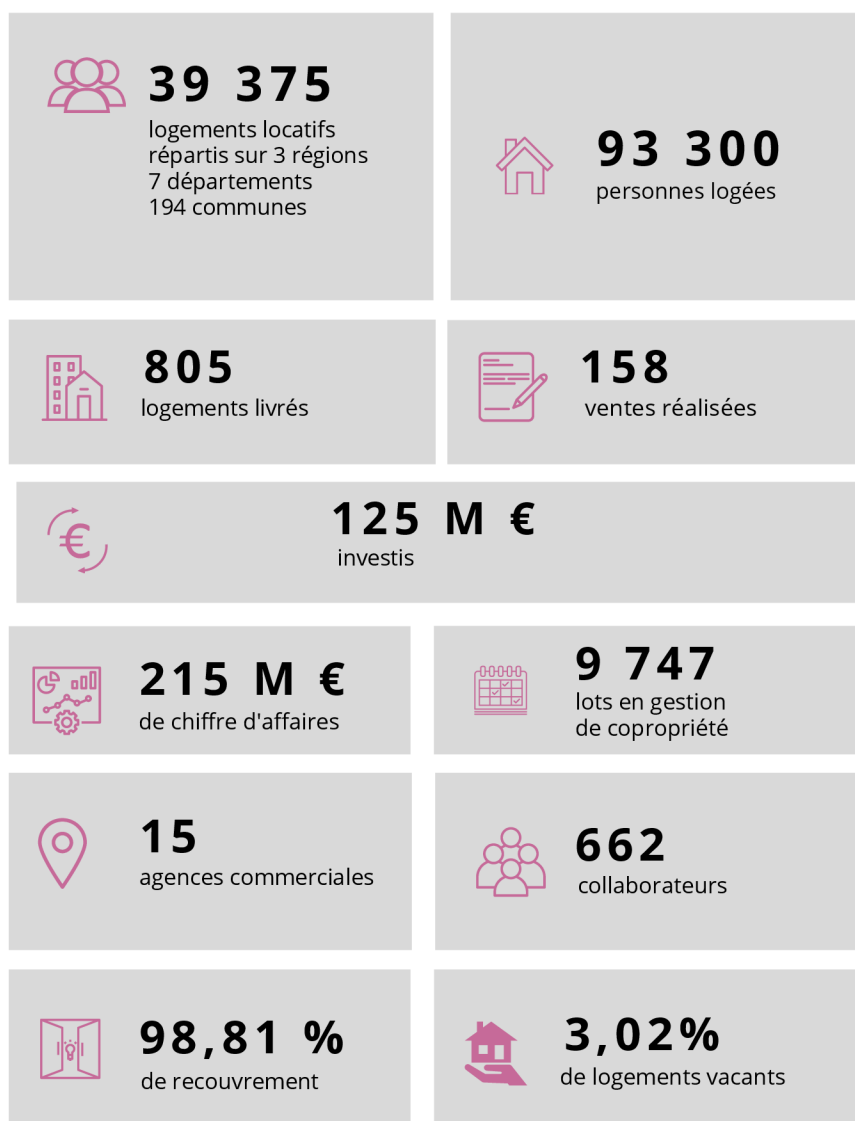 39 375
logements locatifs
répartis sur 3 régions
7 départements
194 communes
93 300
personnes logées
805
logements livrés
158
ventes réalisées
125 M €
investis
215 M €
de chiffre d'affaires
9 747
lots en gestion
de copropriété
15
agences commerciales
662
collaborateurs
98,81 %
de recouvrement
3,02%
de logements vacants